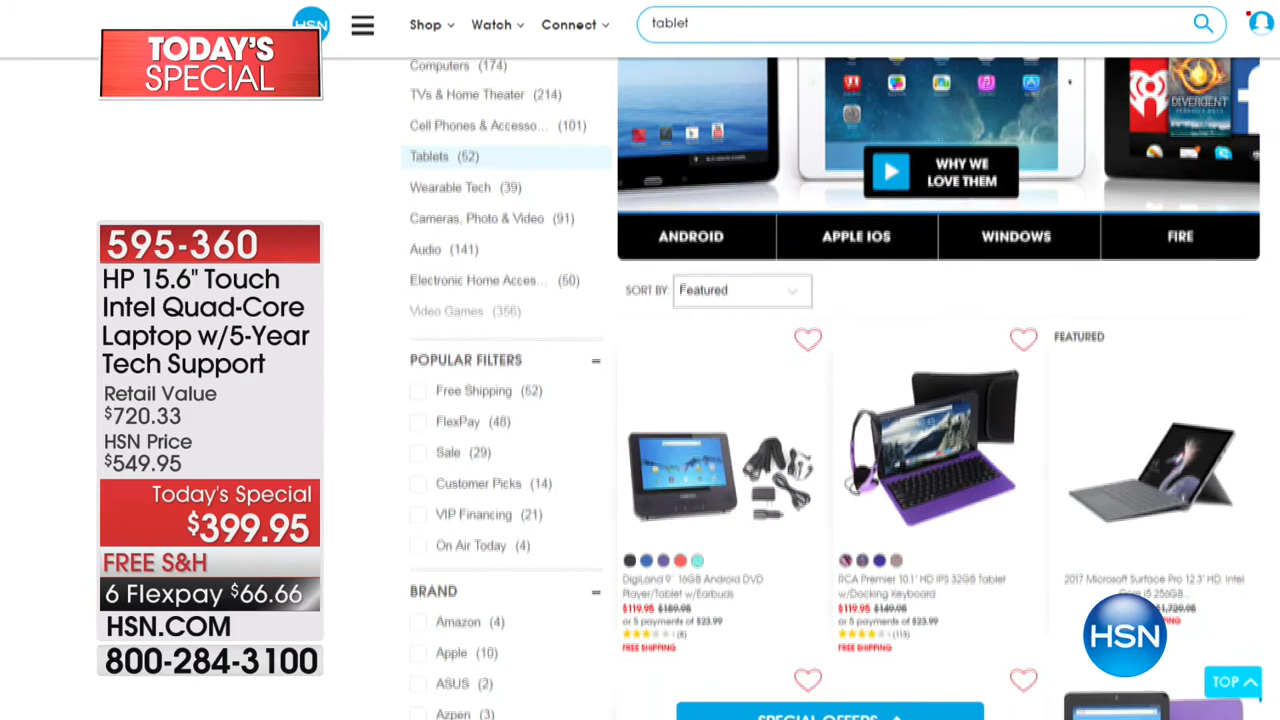 HSN
Shop
Watch
Connect
tablet
TODAY'S
SPECIAL
595-360
HP 15.6" Touch
Intel Quad-Core
Laptop w/5-Year
Tech Support
Retail Value
$720.33
HSN Price
$549.95
Today's Special
$399.95
FREE S&H
6 Flexpay $66.66
HSN.COM
800-284-3100
Computers (174)
TVs & Home Theater (214)
Cell Phones & Accesso... (101)
Tablets (52)
Wearable Tech (39)
Cameras, Photo & Video (91)
Audio (141)
Electronic Home Acces... (50)
Video Games (356)
POPULAR FILTERS
Free Shipping (52)
FlexPay (48)
Sale (29)
Customer Picks (14)
VIP Financing (21)
On Air Today (4)
BRAND
Amazon (4)
Apple (10)
ASUS (2)
Azpen (3)
iHeart
DIVERGENT
WHY WE
LOVE THEM
ANDROID
APPLE IOS
WINDOWS
FIRE
SORT BY: Featured
DigiLand 9" 16GB Android DVD
Player/Tablet w/Earbuds
$119.95 $159.95
or 5 payments of $23.99
(8)
FREE SHIPPING
RCA Premier 10.1" HD IPS 32GB Tablet
w/Docking Keyboard
$119.95 $149.95
or 5 payments of $23.99
(113)
FREE SHIPPING
FEATURED
2017 Microsoft Surface Pro 12.3" HD, Intel
Core i5 256GB...
$1,739.95
HSN
TOP
SPECIAL OFFERS